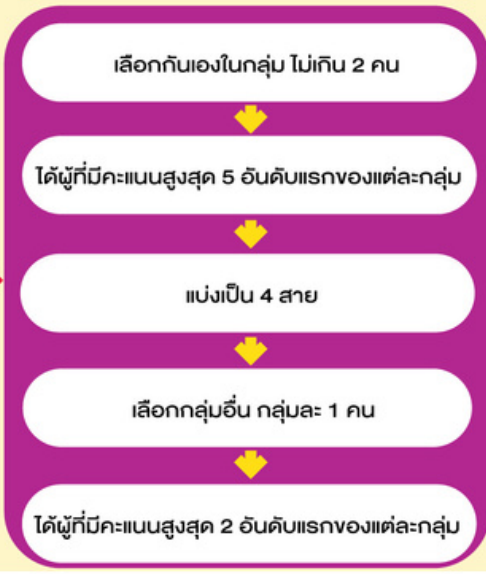 เลือกกันเองในกลุ่ม ไม่เกิน 2 คน
ได้ผู้ที่มีคะแนนสูงสุด 5 อันดับแรกของแต่ละกลุ่ม
แบ่งเป็น 4 สาย
เลือกกลุ่มอื่น กลุ่มละ 1 คน
ได้ผู้ที่มีคะแนนสูงสุด 2 อันดับแรกของแต่ละกลุ่ม